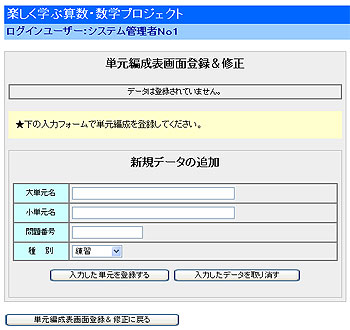 楽しく学ぶ算数・数学プロジェクト
ログインユーザー：システム管理者No1
単元編成表画面登録＆修正
データは登録されていません。
★下の入力フォームで単元編成を登録してください。
新規データの追加
大単元名
小単元名
問題番号
種　別 練習
入力した単元を登録する 入力したデータを取り消す
単元編成表画面登録＆修正に戻る